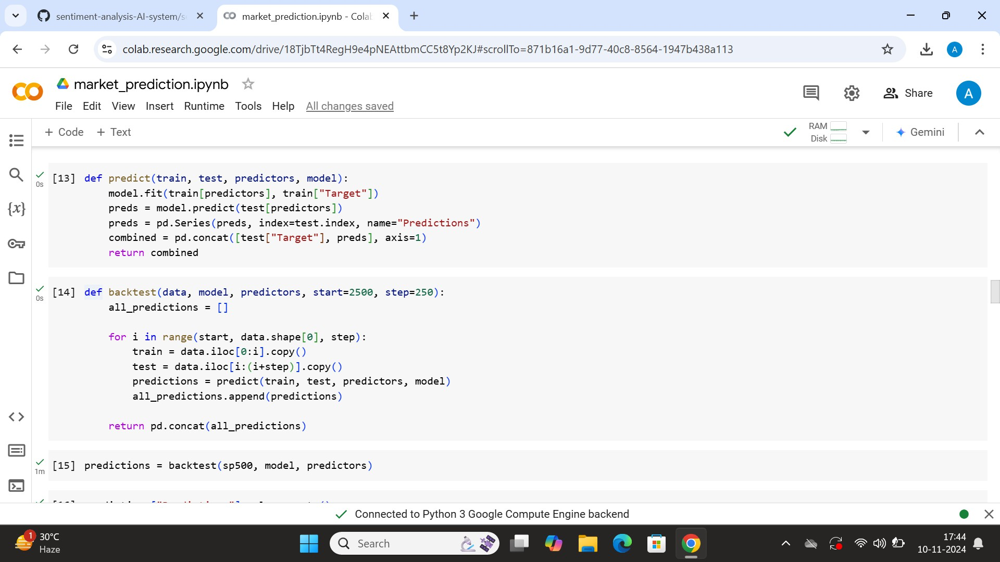 sentiment-analysis-AI-system/s
market_prediction.ipynb - Cola
colab.research.google.com/drive/18TjbTt4RegH9e4pNEAttbmCC5t8Yp2KJ#scrollTo=871b16a1-9d77-40c8-8564-1947b438a113
A
market_prediction.ipynb
File Edit View Insert Runtime Tools Help All changes saved
Share
A
+ Code + Text
RAM
Disk
Gemini
[13] def predict(train, test, predictors, model):
0s
model.fit(train[predictors], train["Target"])
preds = model.predict(test[predictors])
preds = pd.Series(preds, index=test.index, name="Predictions")
combined = pd.concat([test["Target"], preds], axis=1)
return combined
[14] def backtest(data, model, predictors, start=2500, step=250):
0s
all_predictions = []
for i in range(start, data.shape[0], step):
train = data.iloc[0:i].copy()
test = data.iloc[i:(i+step)].copy()
predictions = predict(train, test, predictors, model)
all_predictions.append(predictions)
return pd.concat(all_predictions)
[15] predictions = backtest(sp500, model, predictors)
1m
Connected to Python 3 Google Compute Engine backend
1
30°C
Haze
Search
17:44
10-11-2024